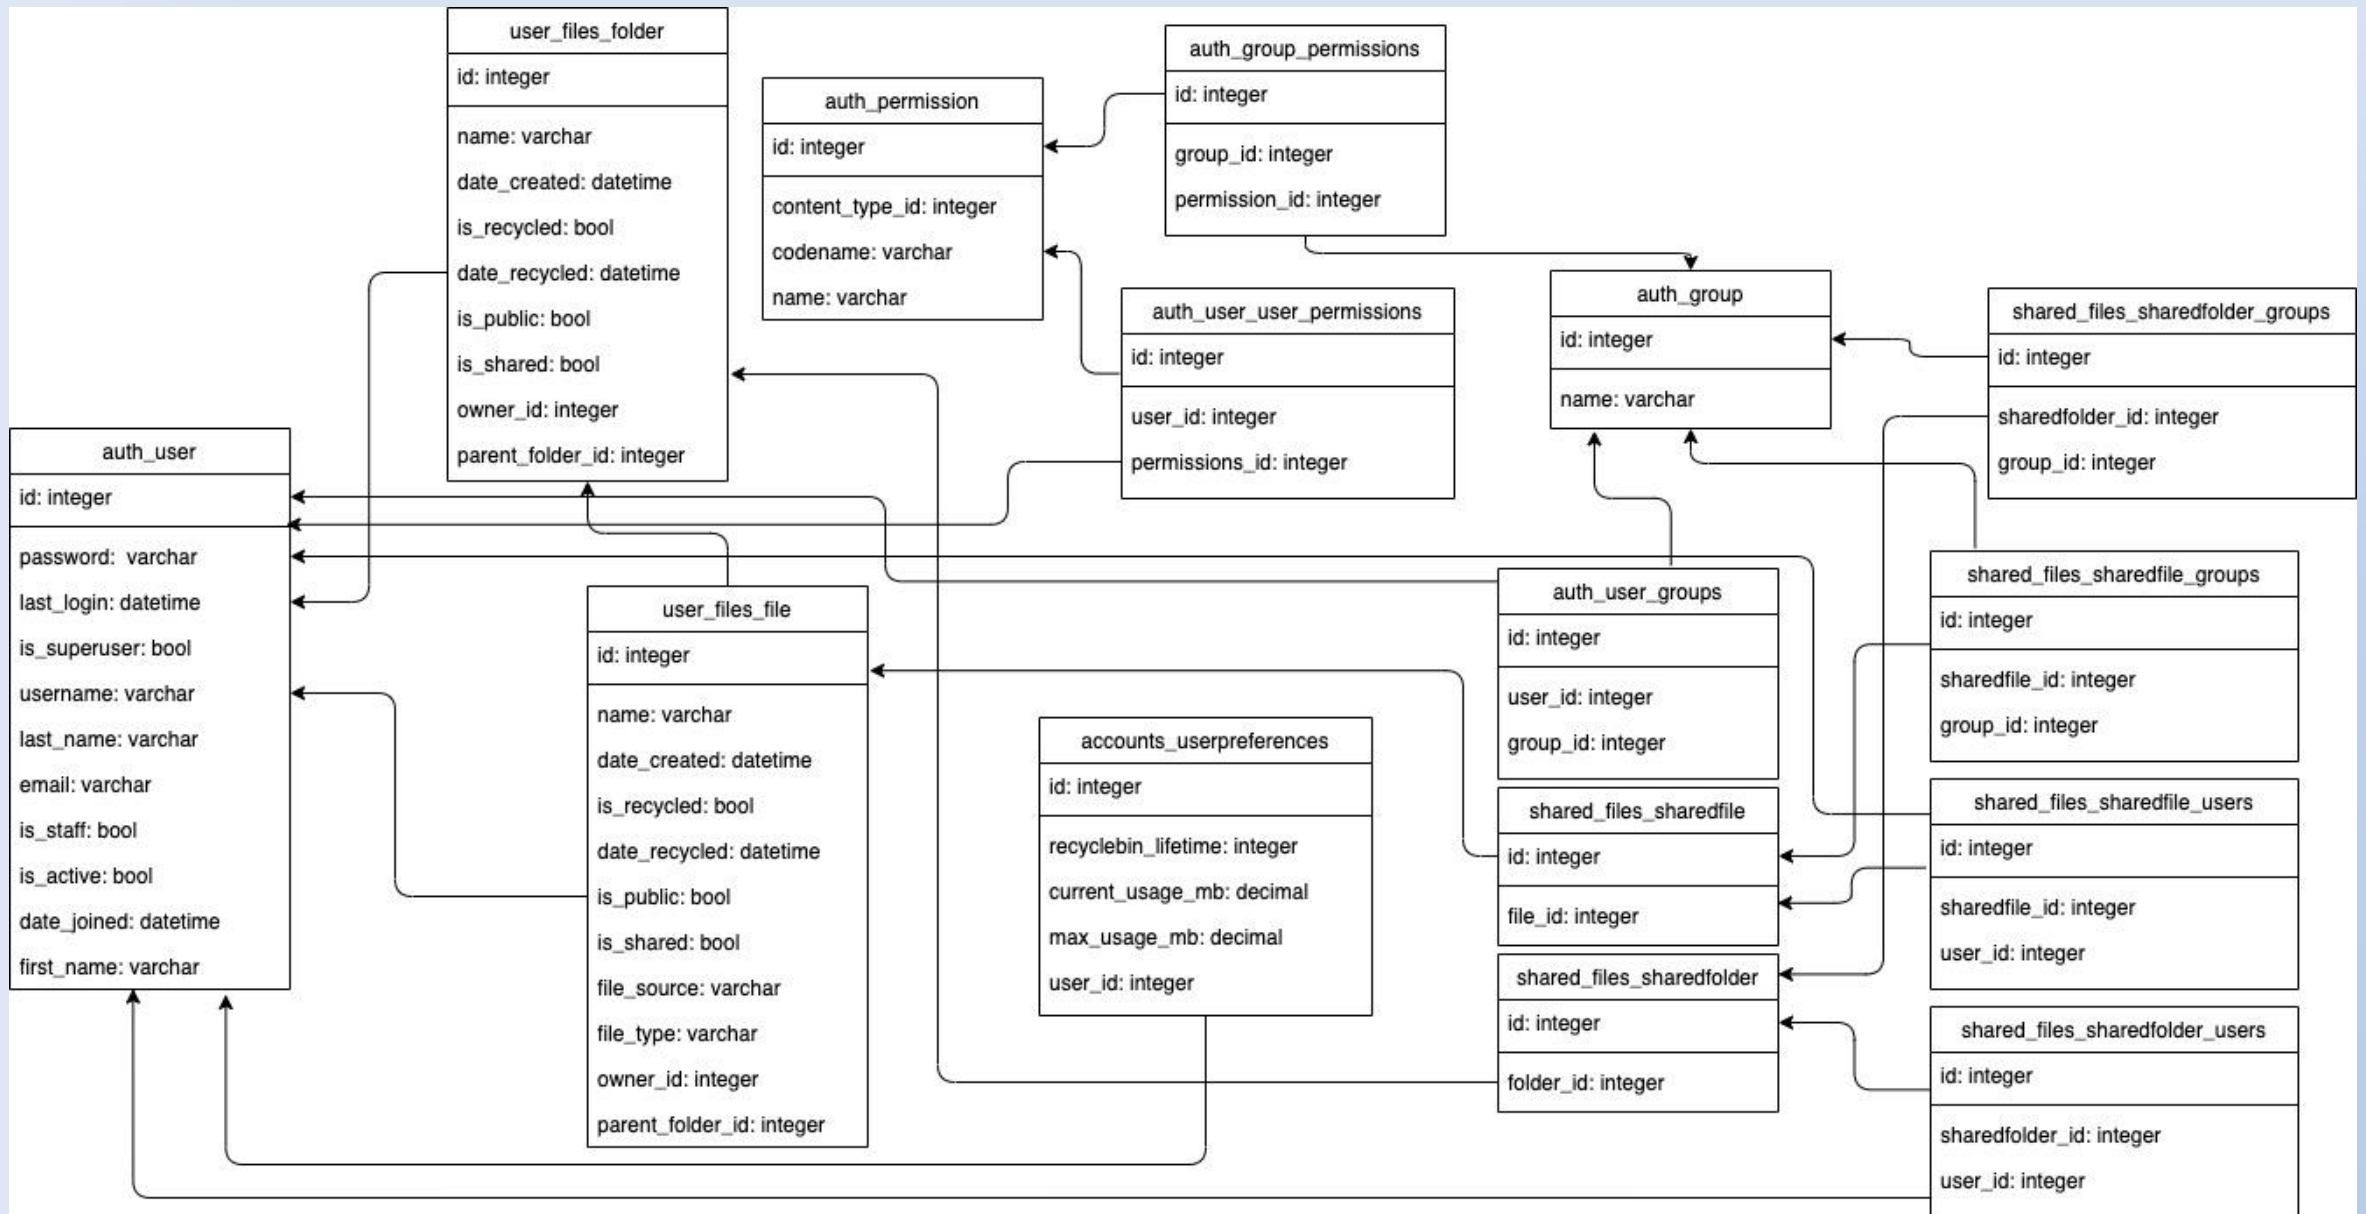 user_files_folder
id: integer
name: varchar
date_created: datetime
is_recycled: bool
date_recycled: datetime
is_public: bool
is_shared: bool
owner_id: integer
parent_folder_id: integer
auth_permission
id: integer
content_type_id: integer
codename: varchar
name: varchar
auth_group_permissions
id: integer
group_id: integer
permission_id: integer
auth_user_user_permissions
id: integer
user_id: integer
permissions_id: integer
auth_group
id: integer
name: varchar
shared_files_sharedfolder_groups
id: integer
sharedfolder_id: integer
group_id: integer
auth_user
id: integer
password:  varchar
last_login: datetime
is_superuser: bool
username: varchar
last_name: varchar
email: varchar
is_staff: bool
is_active: bool
date_joined: datetime
first_name: varchar
user_files_file
id: integer
name: varchar
date_created: datetime
is_recycled: bool
date_recycled: datetime
is_public: bool
is_shared: bool
file_source: varchar
file_type: varchar
owner_id: integer
parent_folder_id: integer
accounts_userpreferences
id: integer
recyclebin_lifetime: integer
current_usage_mb: decimal
max_usage_mb: decimal
user_id: integer
auth_user_groups
id: integer
user_id: integer
group_id: integer
shared_files_sharedfile
id: integer
file_id: integer
shared_files_sharedfolder
id: integer
folder_id: integer
shared_files_sharedfile_groups
id: integer
sharedfile_id: integer
group_id: integer
shared_files_sharedfile_users
id: integer
sharedfile_id: integer
user_id: integer
shared_files_sharedfolder_users
id: integer
sharedfolder_id: integer
user_id: integer